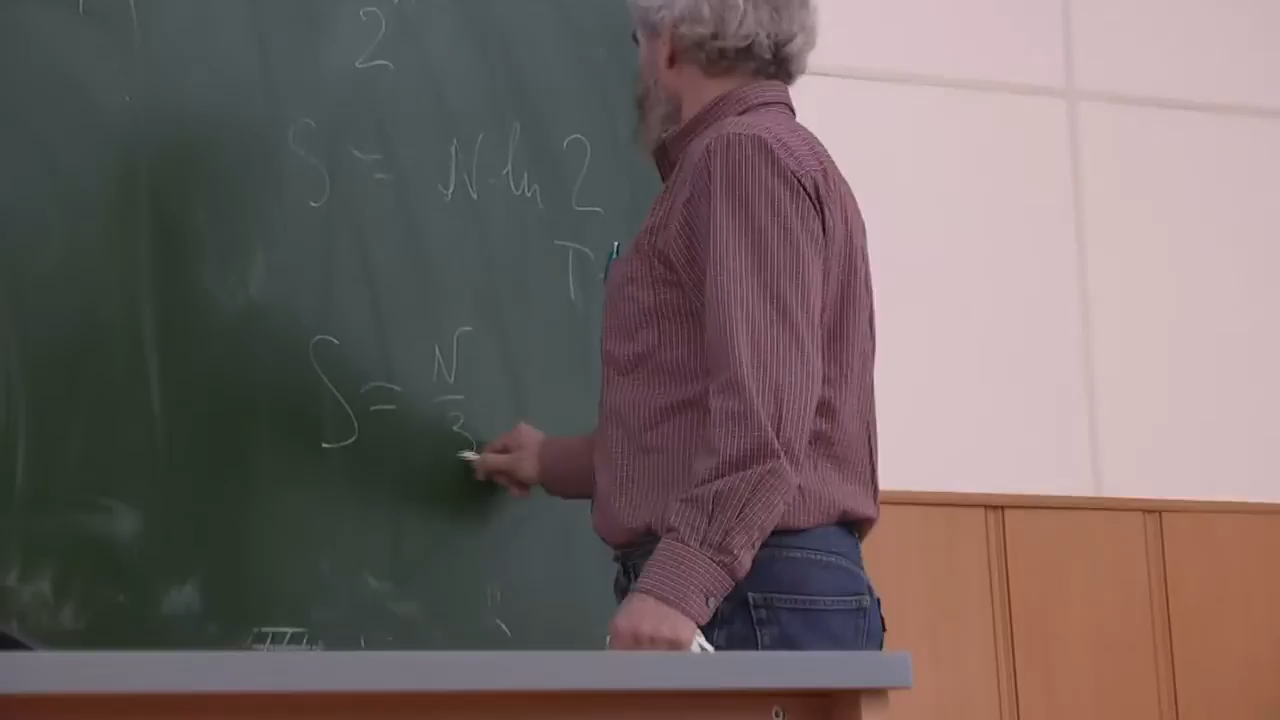 2
S = N ln 2
T
S = N/3